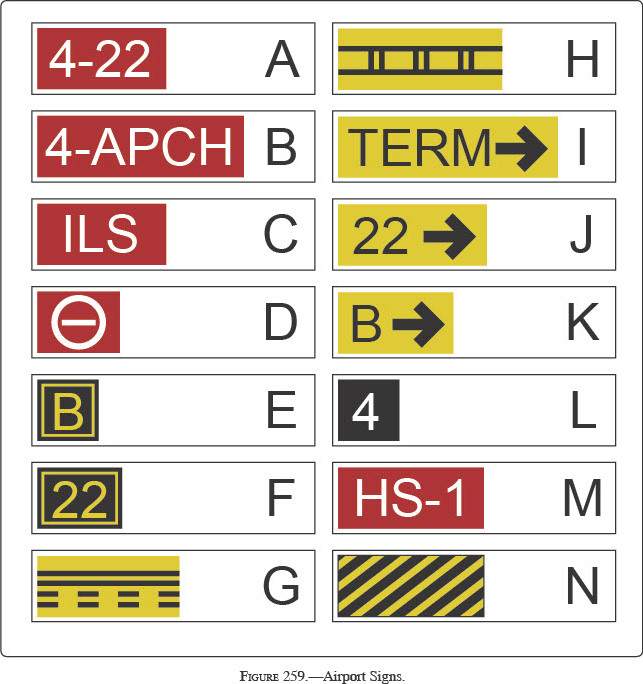 4-22 A
4-APCH B
ILS C
D
B E
22 F
G
H
TERM I
22 J
B K
4 L
HS-1 M
N
FIGURE 259.—Airport Signs.